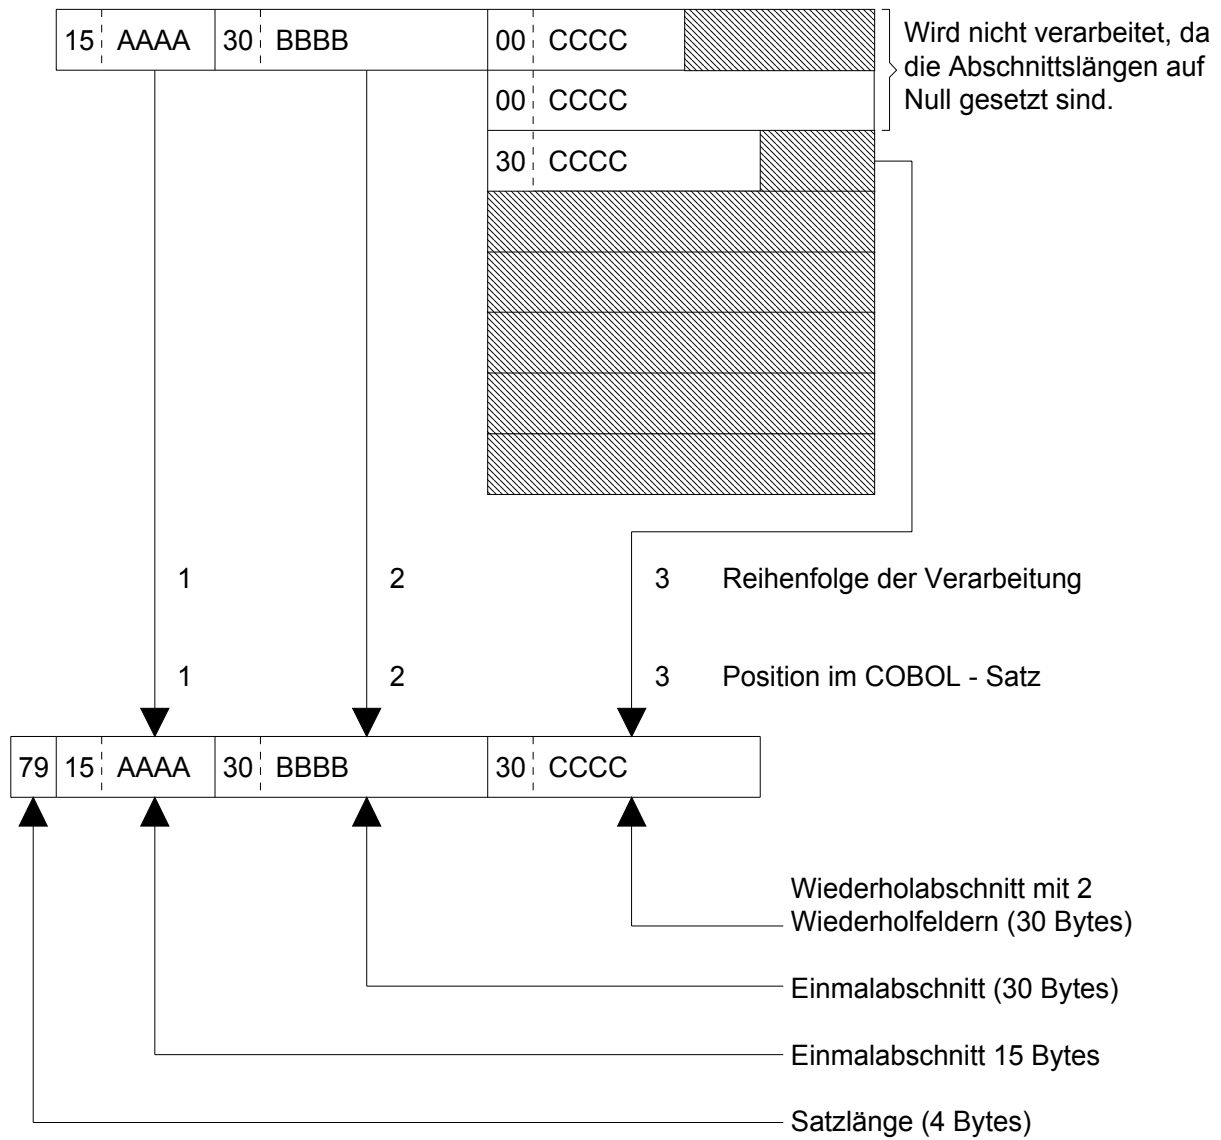 15 AAAA 30 BBBB 00 CCCC
Wird nicht verarbeitet, da
die Abschnittslängen auf
Null gesetzt sind.
00 CCCC
30 CCCC
1 2 3 Reihenfolge der Verarbeitung
1 2 3 Position im COBOL - Satz
79 15 AAAA 30 BBBB 30 CCCC
Wiederholabschnitt mit 2
Wiederholfeldern (30 Bytes)
Einmalabschnitt (30 Bytes)
Einmalabschnitt 15 Bytes
Satzlänge (4 Bytes)